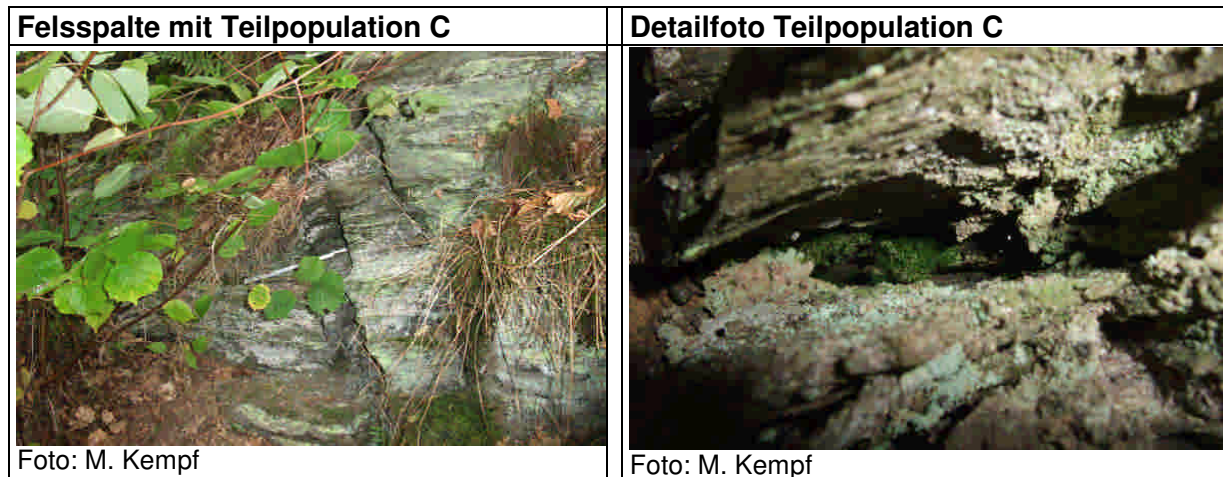 Felsspalte mit Teilpopulation C
Detailfoto Teilpopulation C
Foto: M. Kempf
Foto: M. Kempf